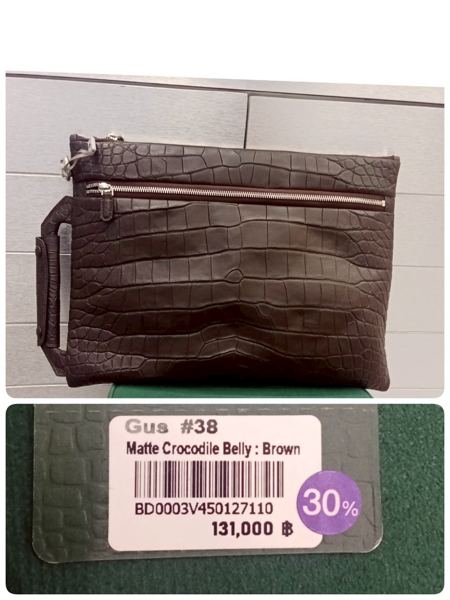 Gus #38
Matte Crocodile Belly : Brown
BD0003V450127110
131,000 ฿
30%